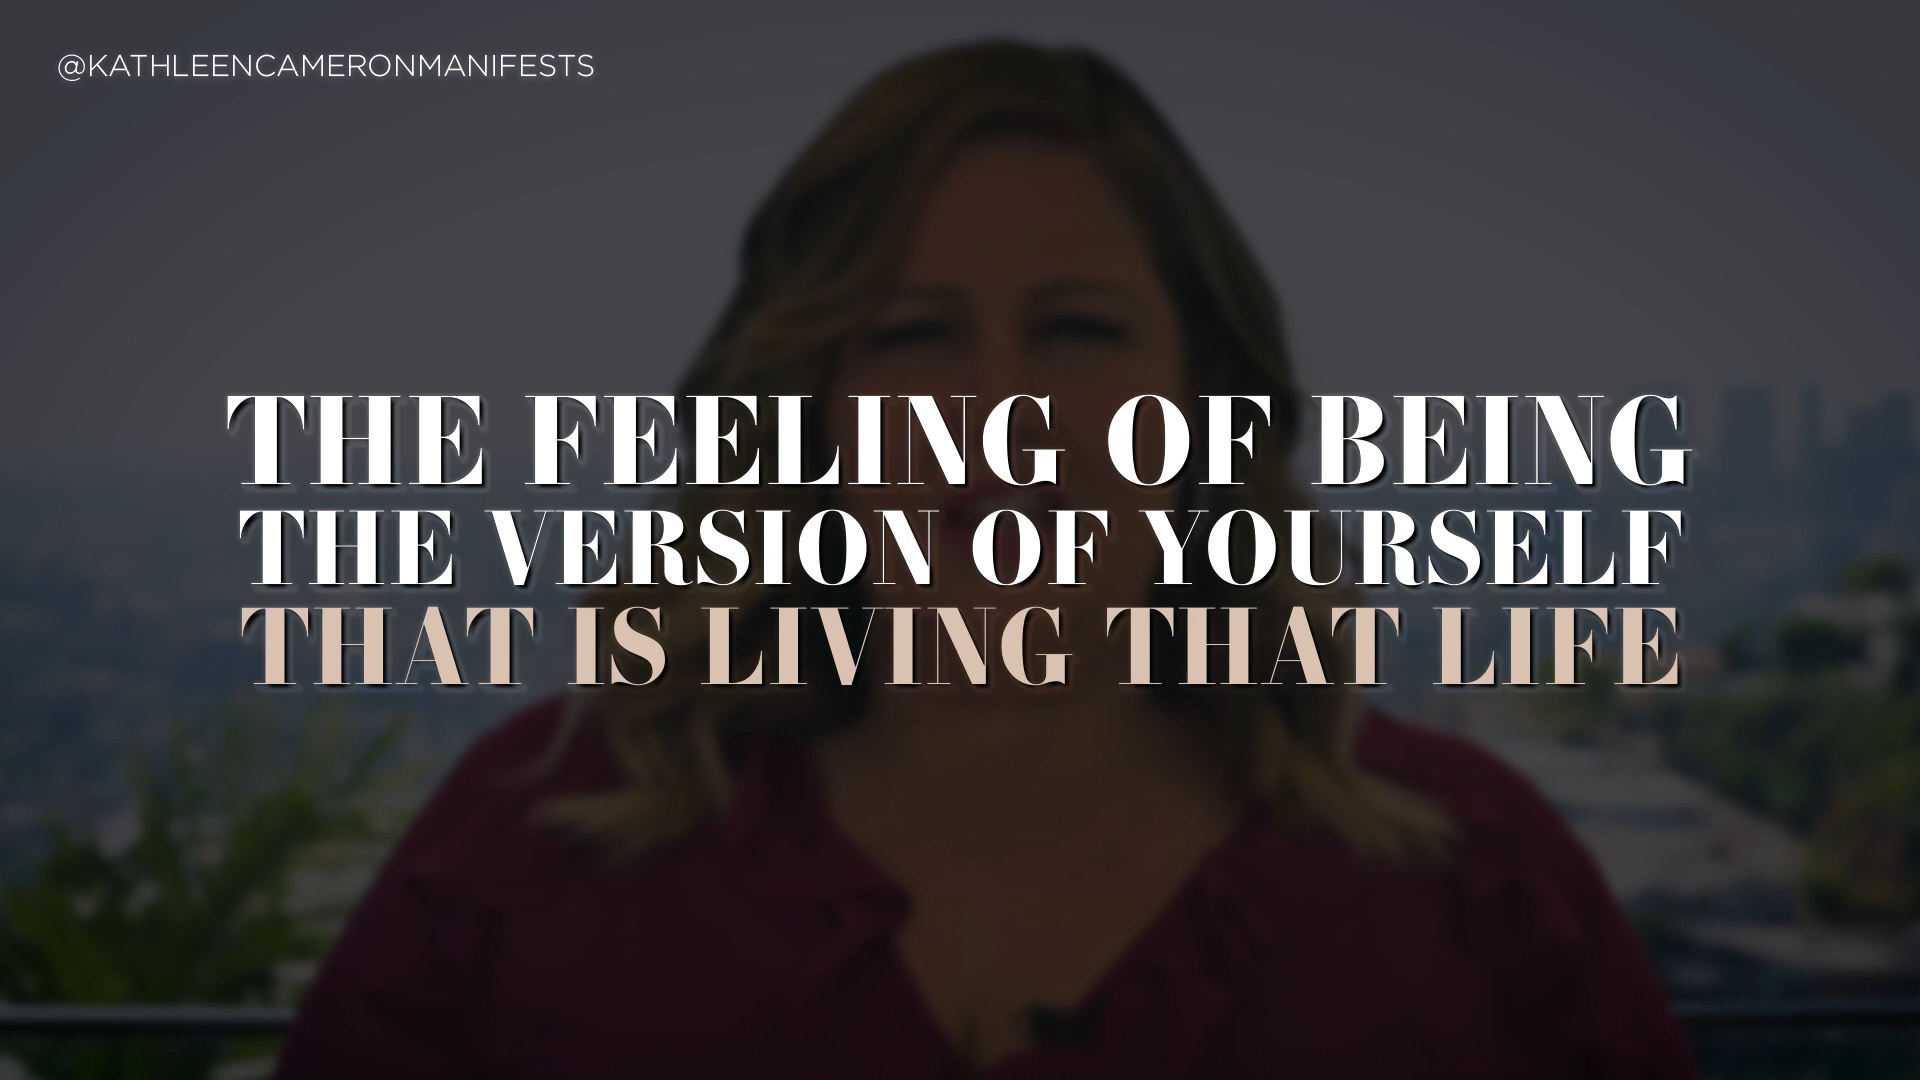 @KATHLEENCAMERONMANIFESTS
THE FEELING OF BEING
THE VERSION OF YOURSELF
THAT IS LIVING THAT LIFE